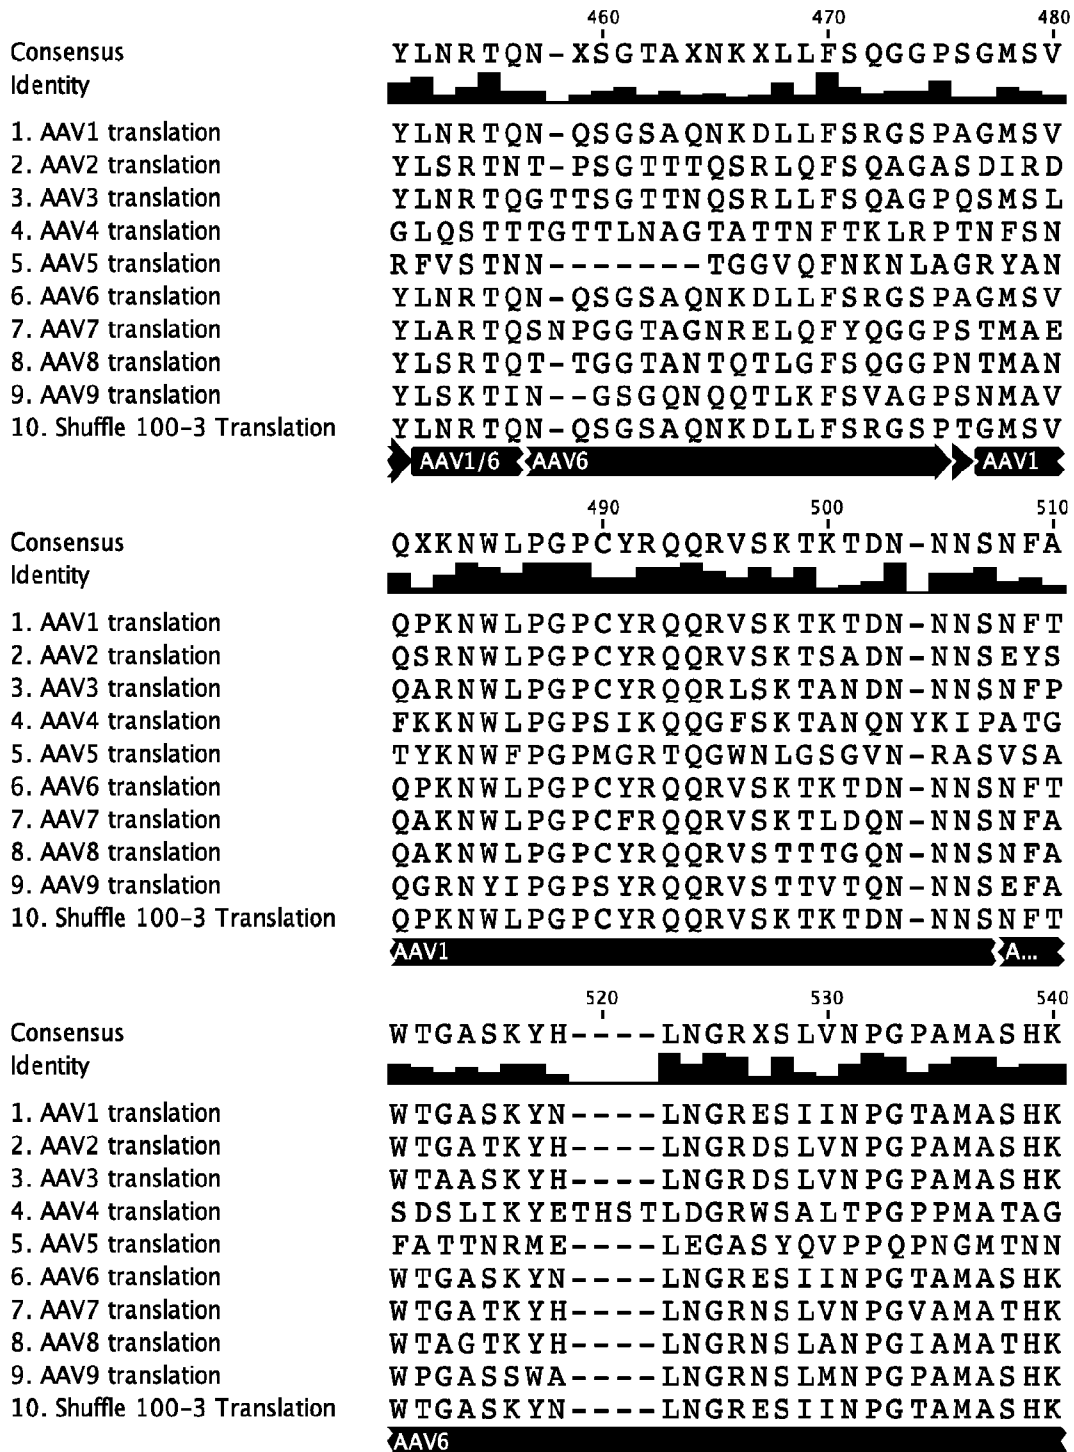 460 470 480
Consensus YLNRTQN-XSGTAXNKXLLFSQGGPSGMSV
Identity
1. AAV1 translation YLNRTQN-QSGSAQNKDLLFSRGSPAGMSV
2. AAV2 translation YLSRTNT-PSGTTTQSRLQFSQAGASDIRD
3. AAV3 translation YLNRTQGTTSGTTNQSRLLFSQAGPQSMSL
4. AAV4 translation GLQSTTTGTTLNAGTATTNFTKLRPTNFSN
5. AAV5 translation RFVSTNN-------TGGVQFNKNLAGRYAN
6. AAV6 translation YLNRTQN-QSGSAQNKDLLFSRGSPAGMSV
7. AAV7 translation YLARTQSNPGGTAGNRELQFYQGGPSTMAE
8. AAV8 translation YLSRTQT-TGGTANTQTLGFSQGGPNTMAN
9. AAV9 translation YLSKTIN--GSGQNQQTLKFSVAGPSNMAV
10. Shuffle 100-3 Translation YLNRTQN-QSGSAQNKDLLFSRGSPTGMSV
AAV1/6 AAV6 AAV1
490 500 510
Consensus QXKNWLPGPCYRQQRVSKTKTDN-NNSNFA
Identity
1. AAV1 translation QPKNWLPGPCYRQQRVSKTKTDN-NNSNFT
2. AAV2 translation QSRNWLPGPCYRQQRVSKTSADN-NNSEYS
3. AAV3 translation QARNWLPGPCYRQQRLSKTANDN-NNSNFP
4. AAV4 translation FKKNWLPGPSIKQQGFSKTANQNYKIPATG
5. AAV5 translation TYKNWFPGPMGRTQGWNLGSGVN-RASVSA
6. AAV6 translation QPKNWLPGPCYRQQRVSKTKTDN-NNSNFT
7. AAV7 translation QAKNWLPGPCFRQQRVSKTLDQN-NNSNFA
8. AAV8 translation QAKNWLPGPCYRQQRVSTTTGQN-NNSNFA
9. AAV9 translation QGRNYIPGPSYRQQRVSTTVTQN-NNSEFA
10. Shuffle 100-3 Translation QPKNWLPGPCYRQQRVSKTKTDN-NNSNFT
AAV1 A...
520 530 540
Consensus WTGASKYH----LNGRXSLVNPGPAMASHK
Identity
1. AAV1 translation WTGASKYN----LNGRESIINPGTAMASHK
2. AAV2 translation WTGATKYH----LNGRDSLVNPGPAMASHK
3. AAV3 translation WTAASKYH----LNGRDSLVNPGPAMASHK
4. AAV4 translation SDSLIKYETHSTLDGRWSALTPGPPMATAG
5. AAV5 translation FATTNRME----LEGASYQVPPQPNGMTNN
6. AAV6 translation WTGASKYN----LNGRESIINPGTAMASHK
7. AAV7 translation WTGATKYH----LNGRNSLVNPGVAMATHK
8. AAV8 translation WTAGTKYH----LNGRNSLANPGIAMATHK
9. AAV9 translation WPGASSWA----LNGRNSLMNPGPAMASHK
10. Shuffle 100-3 Translation WTGASKYN----LNGRESIINPGTAMASHK
AAV6